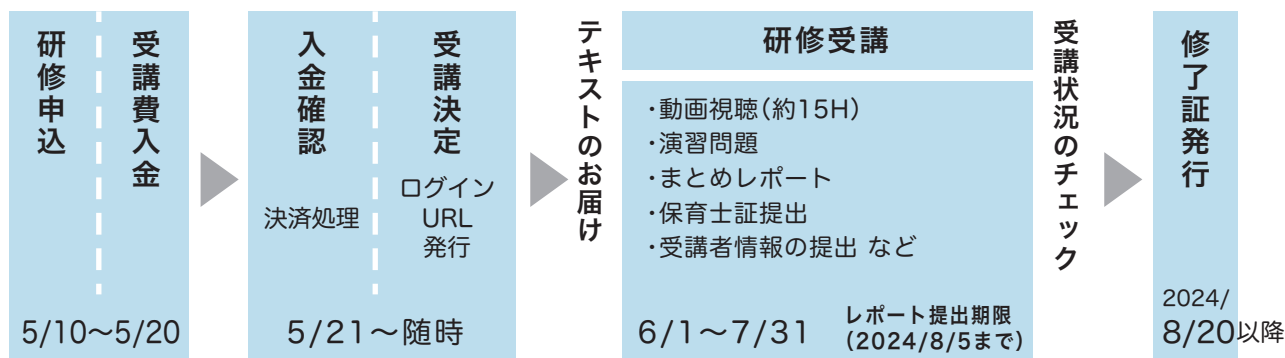 研修申込
受講費入金
5/10〜5/20
入金確認
決済処理
受講決定
ログイン
URL
発行
5/21〜随時
テキストのお届け
研修受講
・動画視聴(約15H)
・演習問題
・まとめレポート
・保育士証提出
・受講者情報の提出 など
6/1〜7/31
レポート提出期限
(2024/8/5まで)
受講状況のチェック
修了証発行
2024/
8/20以降